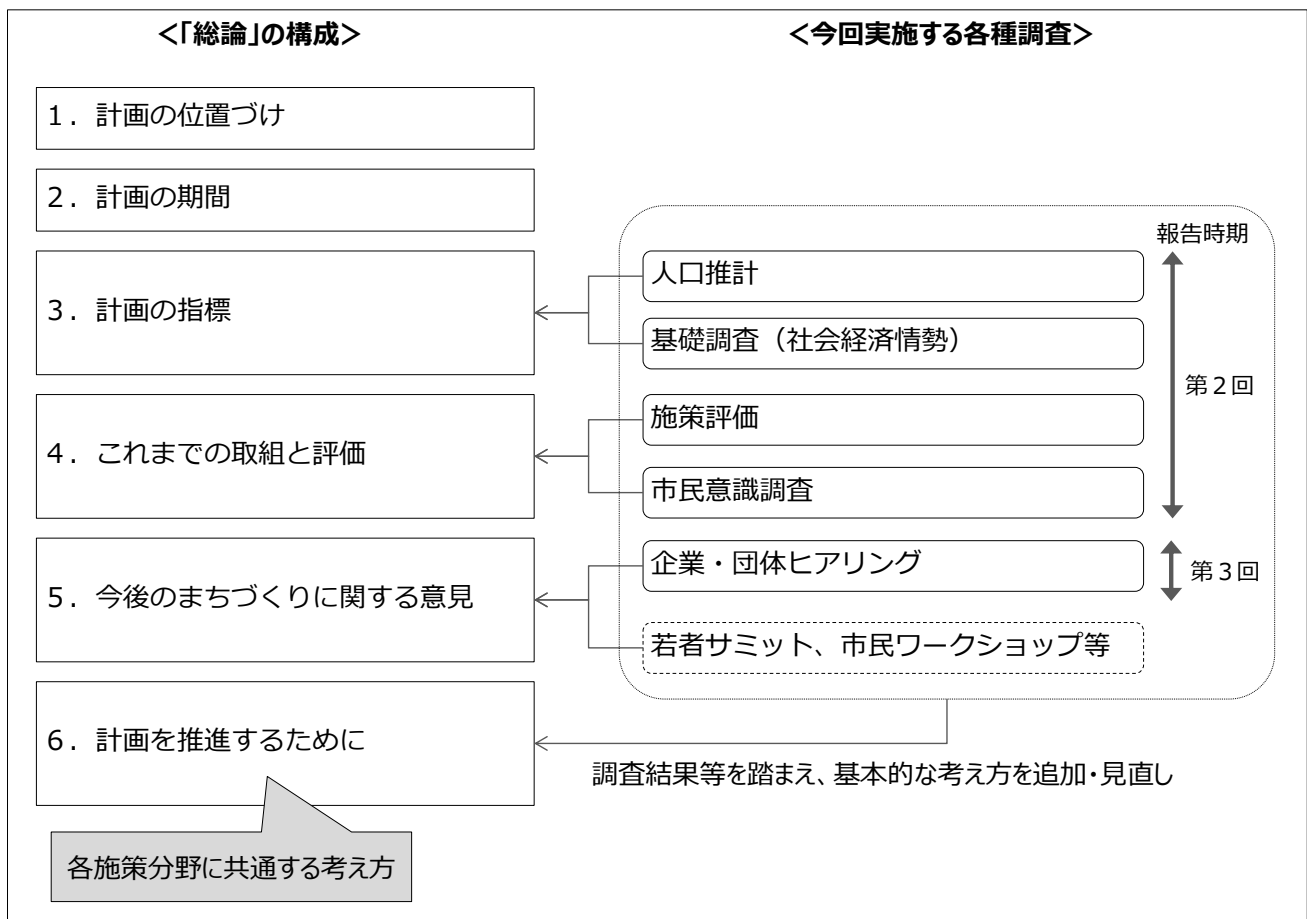 <「総論」の構成>
<今回実施する各種調査>
１．計画の位置づけ
２．計画の期間
３．計画の指標
４．これまでの取組と評価
５．今後のまちづくりに関する意見
６．計画を推進するために
各施策分野に共通する考え方
報告時期
人口推計
基礎調査（社会経済情勢）
施策評価
市民意識調査
第２回
企業・団体ヒアリング
第３回
若者サミット、市民ワークショップ等
調査結果等を踏まえ、基本的な考え方を追加・見直し